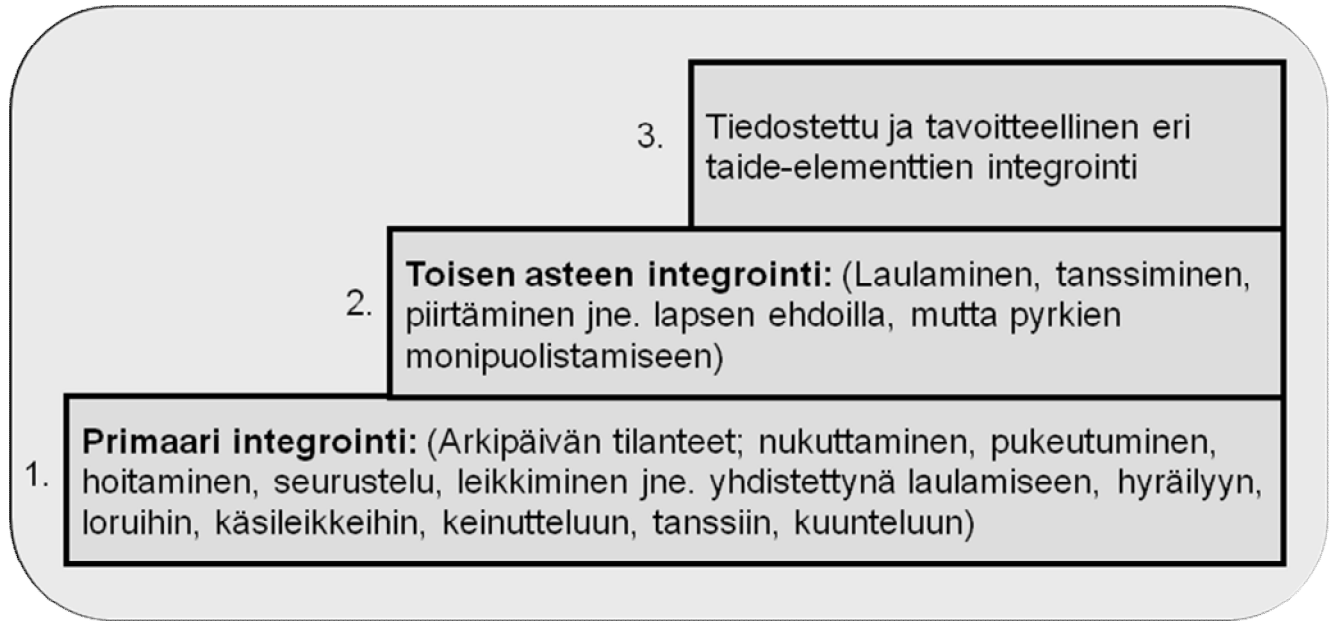 3.
Tiedostettu ja tavoitteellinen eri
taide-elementtien integrointi
2.
Toisen asteen integrointi: (Laulaminen, tanssiminen,
piirtäminen jne. lapsen ehdoilla, mutta pyrkien
monipuolistamiseen)
1.
Primaari integrointi: (Arkipäivän tilanteet; nukuttaminen, pukeutuminen,
hoitaminen, seurustelu, leikkiminen jne. yhdistettynä laulamiseen, hyräilyyn,
loruihin, käsileikkeihin, keinutteluun, tanssiin, kuunteluun)